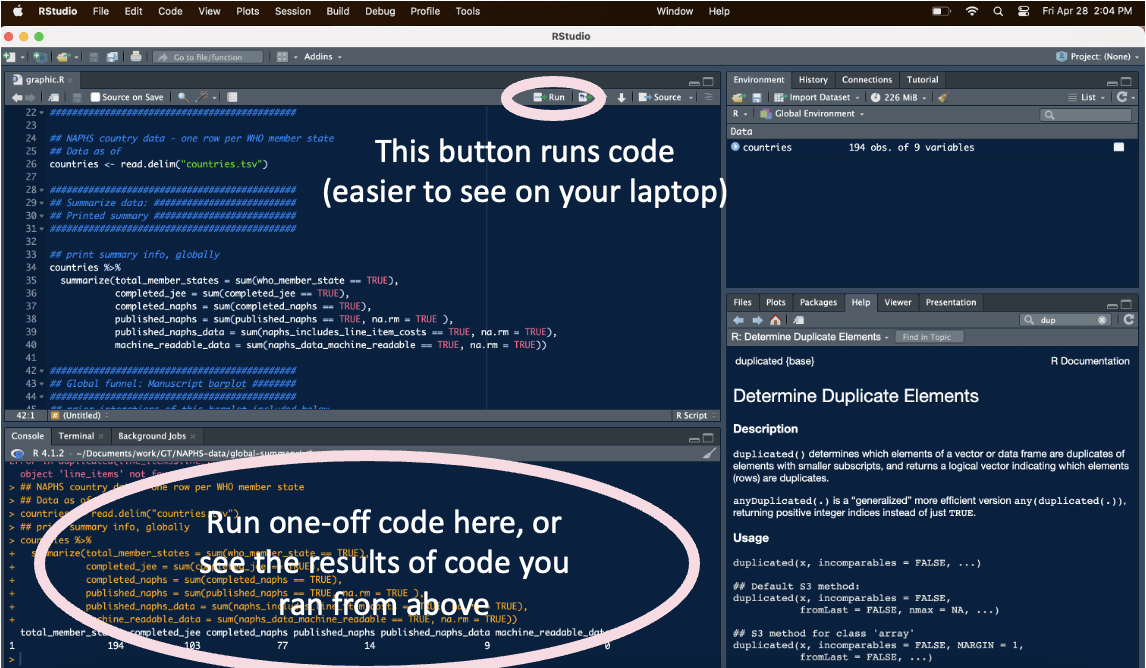 RStudio File Edit Code View Plots Session Build Debug Profile Tools Window Help Fri Apr 28 2:04 PM
RStudio
Go to file/function Addins Project: (None)
graphic.R
Source on Save Run Source
22 ############################################
23
24 ## NAPHS country data - one row per WHO member state
25 ## Data as of
26 countries <- read.delim("countries.tsv")
27
28 ############################################
29 ## Summarize data: ##########################
30 ## Printed summary ##########################
31 ############################################
32
33 ## print summary info, globally
34 countries %>%
35 summarize(total_member_states = sum(who_member_state == TRUE),
36 completed_jee = sum(completed_jee == TRUE),
37 completed_naphs = sum(completed_naphs == TRUE),
38 published_naphs = sum(published_naphs == TRUE, na.rm = TRUE ),
39 published_naphs_data = sum(naphs_includes_line_item_costs == TRUE, na.rm = TRUE),
40 machine_readable_data = sum(naphs_data_machine_readable == TRUE, na.rm = TRUE))
41
42 ############################################
43 ## Global funnel: Manuscript barplot ########
44 ############################################
45
This button runs code
(easier to see on your laptop)
42:1 (Untitled) R Script
Console Terminal Background Jobs
R 4.1.2 · ~/Documents/work/GT/NAPHS-data/global-summary
object 'line_items' not
> ## NAPHS country data - one row per WHO member state
> ## Data as of
> countries <- read.delim("countries.tsv")
> ## print summary info, globally
> countries %>%
+ summarize(total_member_states = sum(who_member_state == TRUE),
+ completed_jee = sum(completed_jee == TRUE),
+ completed_naphs = sum(completed_naphs == TRUE),
+ published_naphs = sum(published_naphs == TRUE, na.rm = TRUE ),
+ published_naphs_data = sum(naphs_includes_line_item_costs == TRUE, na.rm = TRUE),
+ machine_readable_data = sum(naphs_data_machine_readable == TRUE, na.rm = TRUE))
total_member_states completed_jee completed_naphs published_naphs published_naphs_data machine_readable_data
1 194 103 77 14 9 0
>
Run one-off code here, or
see the results of code you
ran from above
Environment History Connections Tutorial
Import Dataset 226 MiB List
R Global Environment
Data
countries 194 obs. of 9 variables
Files Plots Packages Help Viewer Presentation
dup
R: Determine Duplicate Elements Find in Topic
duplicated {base} R Documentation
Determine Duplicate Elements
Description
duplicated() determines which elements of a vector or data frame are duplicates of
elements with smaller subscripts, and returns a logical vector indicating which elements
(rows) are duplicates.
anyDuplicated(.) is a "generalized" more efficient version any(duplicated(.)),
returning positive integer indices instead of just TRUE.
Usage
duplicated(x, incomparables = FALSE, ...)
## Default S3 method:
duplicated(x, incomparables = FALSE,
fromLast = FALSE, nmax = NA, ...)
## S3 method for class 'array'
duplicated(x, incomparables = FALSE, MARGIN = 1,
fromLast = FALSE, ...)